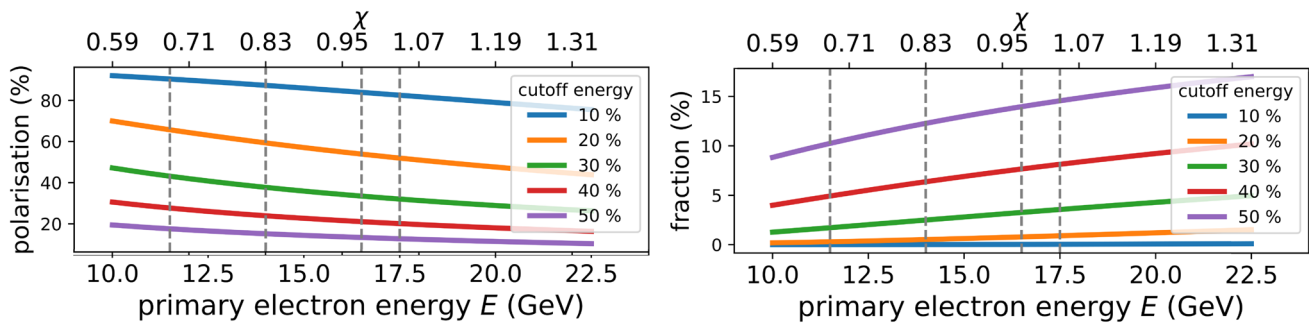 χ
0.59 0.71 0.83 0.95 1.07 1.19 1.31
polarisation (%)
80
60
40
20
cutoff energy
10 %
20 %
30 %
40 %
50 %
10.0 12.5 15.0 17.5 20.0 22.5
primary electron energy E (GeV)
χ
0.59 0.71 0.83 0.95 1.07 1.19 1.31
fraction (%)
15
10
5
0
cutoff energy
10 %
20 %
30 %
40 %
50 %
10.0 12.5 15.0 17.5 20.0 22.5
primary electron energy E (GeV)